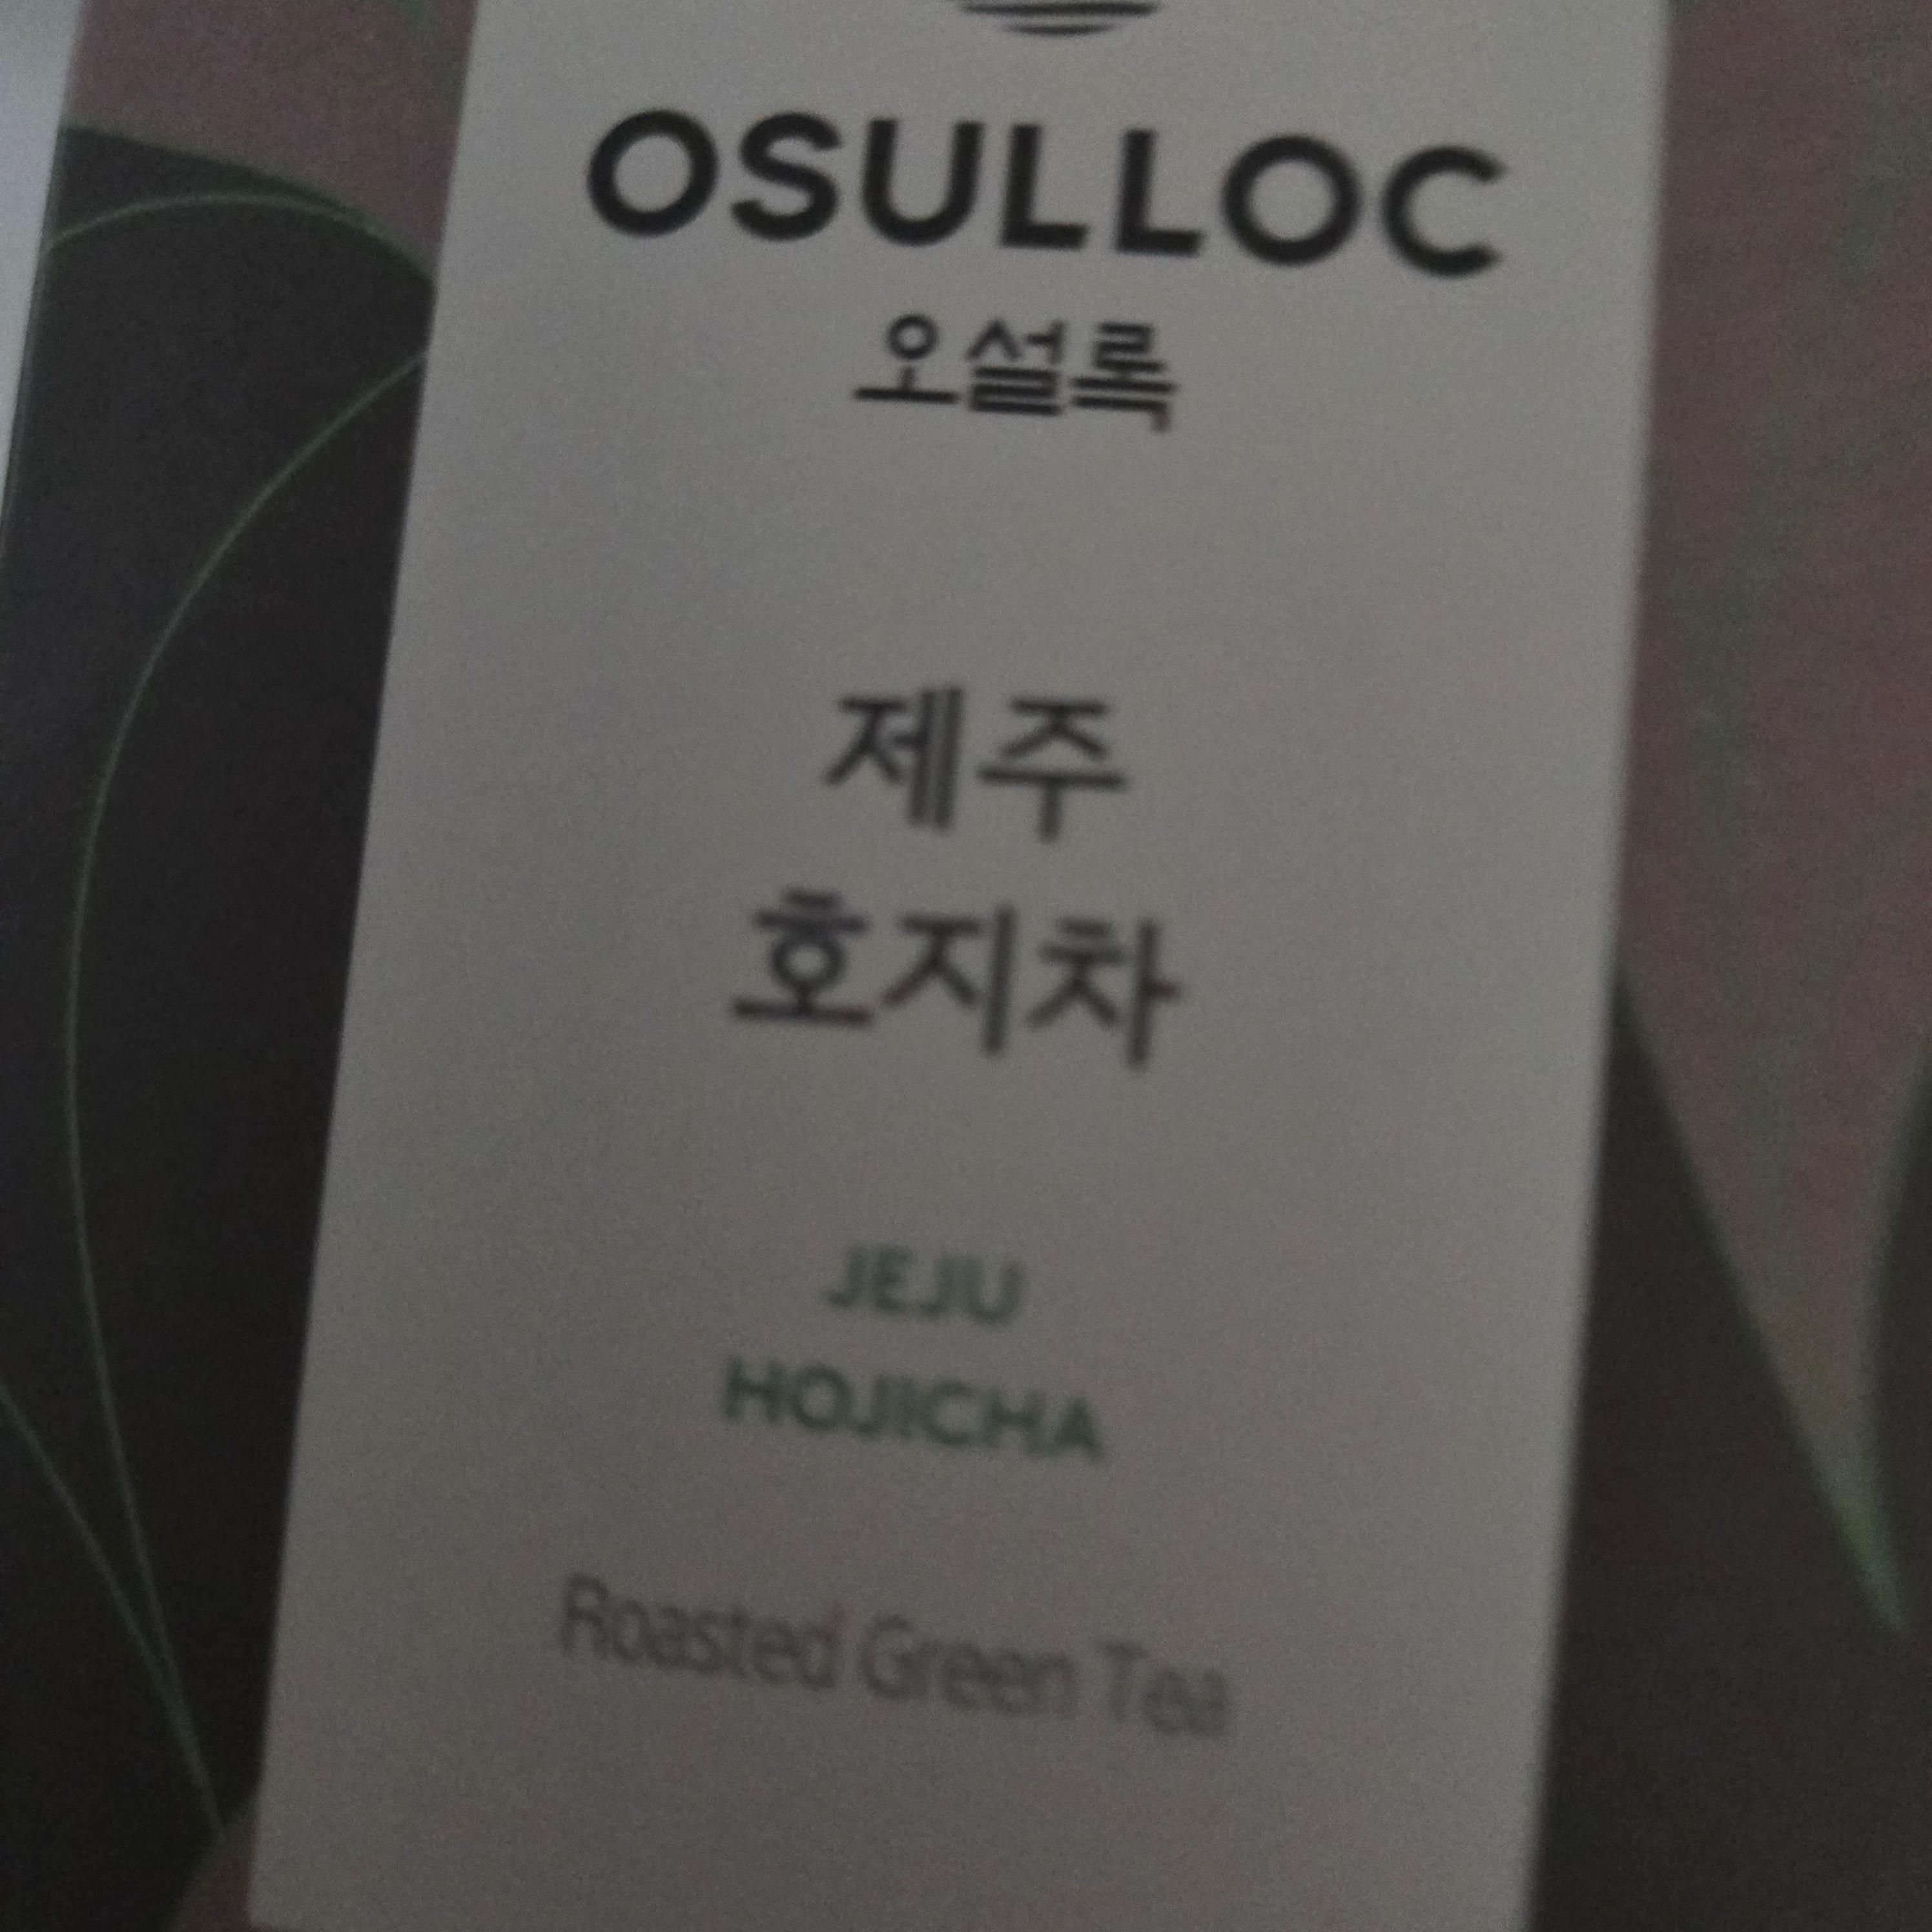 OSULLOC
오설록
제주
호지차
JEJU
HOJICHA
Roasted Green Tea